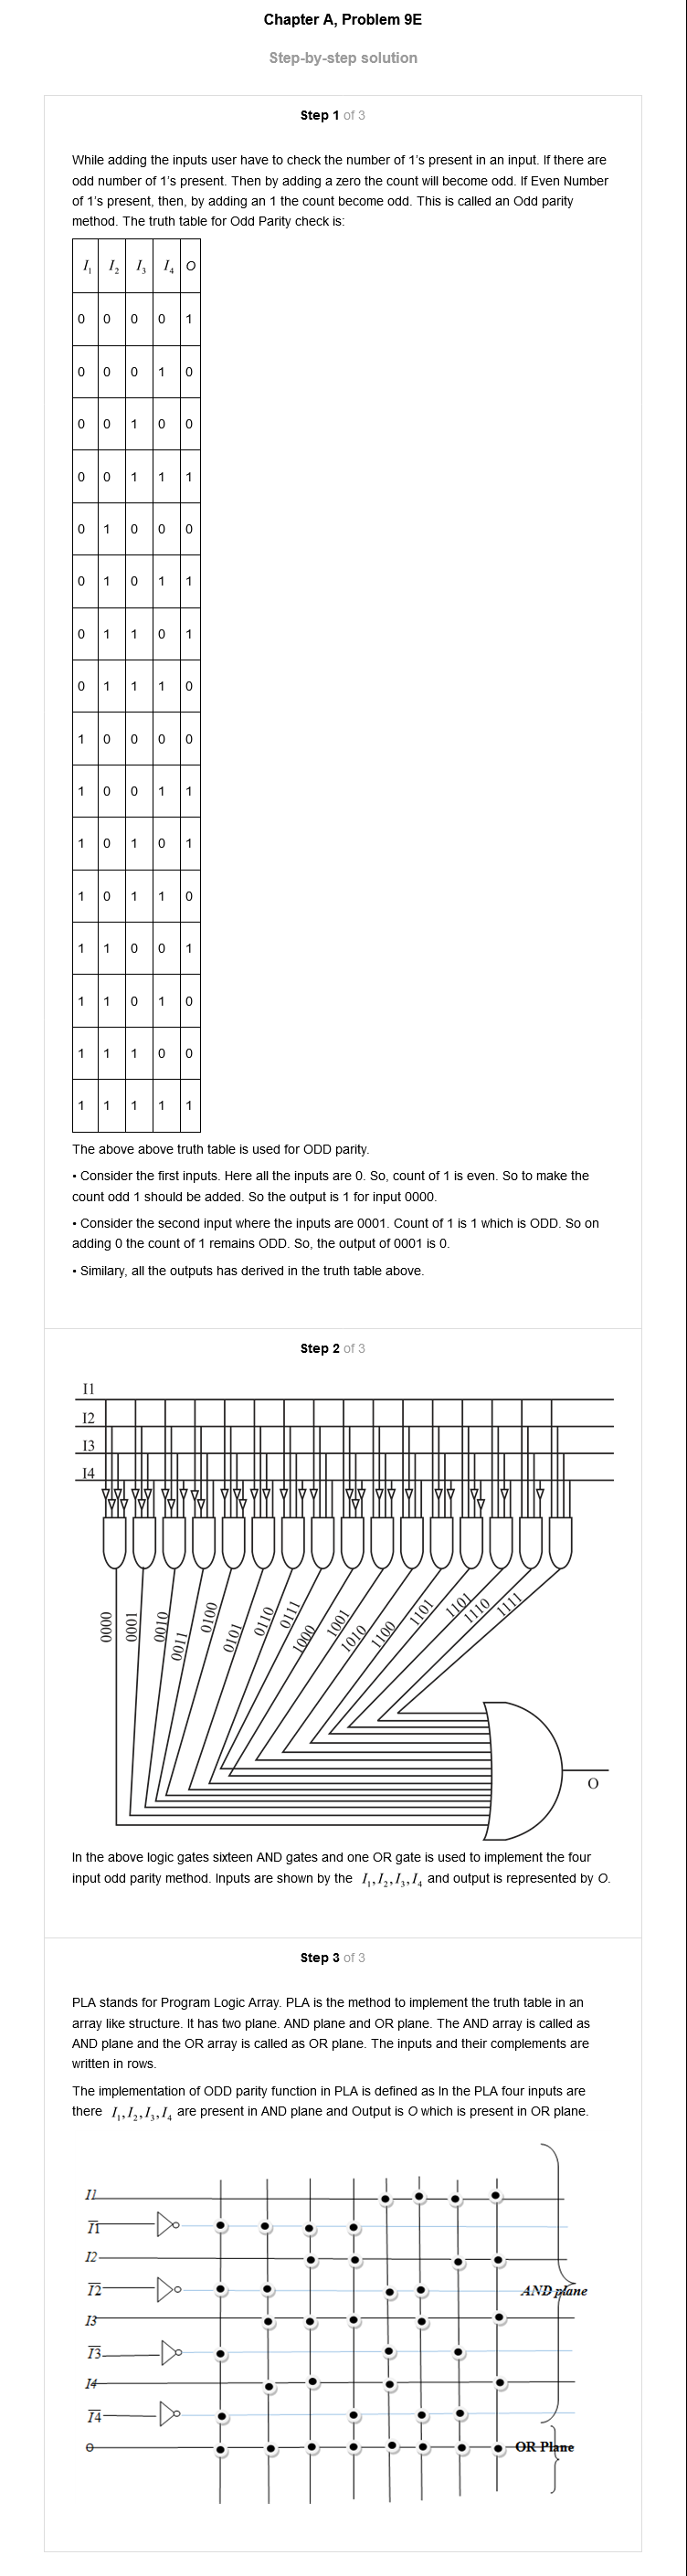 Chapter A, Problem 9E
Step-by-step solution
Step 1 of 3
While adding the inputs user have to check the number of 1's present in an input. If there are
odd number of 1's present. Then by adding a zero the count will become odd. If Even Number
of 1's present, then, by adding an 1 the count become odd. This is called an Odd parity
method. The truth table for Odd Parity check is:
I₁ I₂ I₃ I₄ O
0 0 0 0 1
0 0 0 1 0
0 0 1 0 0
0 0 1 1 1
0 1 0 0 0
0 1 0 1 1
0 1 1 0 1
0 1 1 1 0
1 0 0 0 0
1 0 0 1 1
1 0 1 0 1
1 0 1 1 0
1 1 0 0 1
1 1 0 1 0
1 1 1 0 0
1 1 1 1 1
The above above truth table is used for ODD parity.
• Consider the first inputs. Here all the inputs are 0. So, count of 1 is even. So to make the
count odd 1 should be added. So the output is 1 for input 0000.
• Consider the second input where the inputs are 0001. Count of 1 is 1 which is ODD. So on
adding 0 the count of 1 remains ODD. So, the output of 0001 is 0.
• Similary, all the outputs has derived in the truth table above.
Step 2 of 3
I1
I2
I3
I4
0000 0001 0010 0011 0100 0101 0110 0111 1000 1001 1010 1100 1101 1101 1110 1111
O
In the above logic gates sixteen AND gates and one OR gate is used to implement the four
input odd parity method. Inputs are shown by the I₁, I₂, I₃, I₄ and output is represented by O.
Step 3 of 3
PLA stands for Program Logic Array. PLA is the method to implement the truth table in an
array like structure. It has two plane. AND plane and OR plane. The AND array is called as
AND plane and the OR array is called as OR plane. The inputs and their complements are
written in rows.
The implementation of ODD parity function in PLA is defined as In the PLA four inputs are
there I₁, I₂, I₃, I₄ are present in AND plane and Output is O which is present in OR plane.
I1
I̅1̅
I2
I̅2̅ AND plane
I3
I̅3̅
I4
I̅4̅
o OR Plane